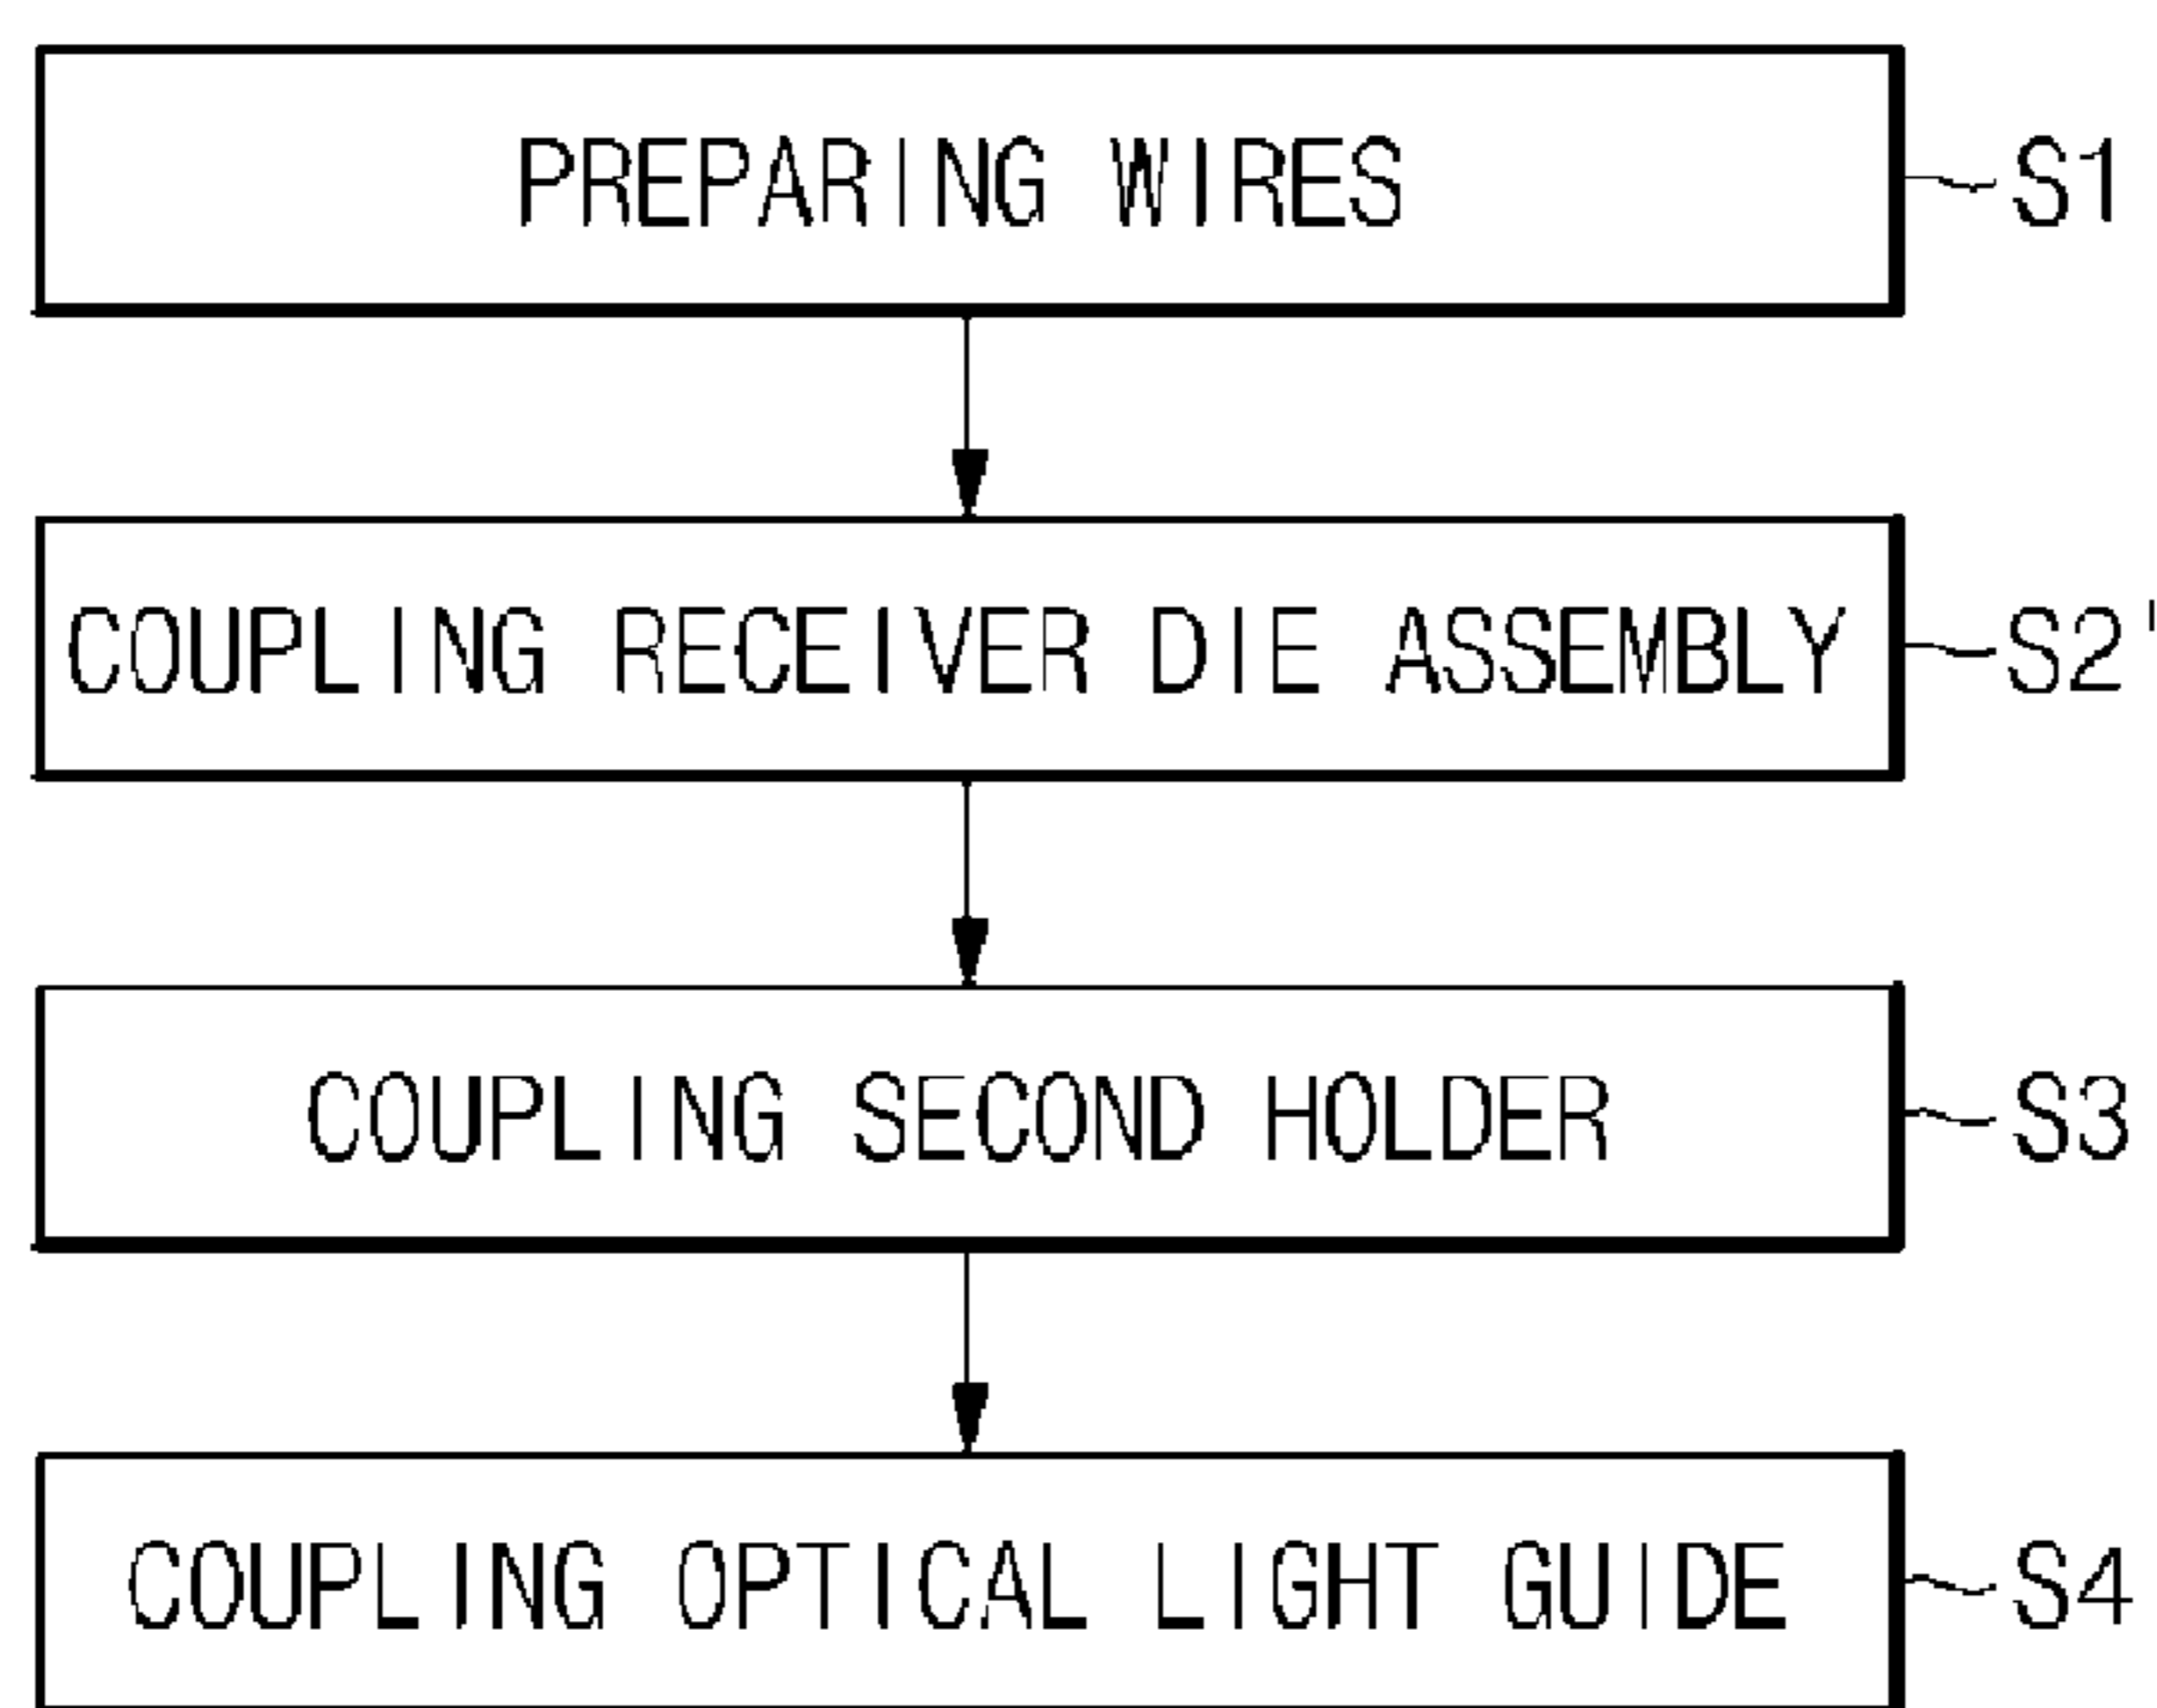 PREPARING WIRES S1
COUPLING RECEIVER DIE ASSEMBLY S2'
COUPLING SECOND HOLDER S3
COUPLING OPTICAL LIGHT GUIDE S4